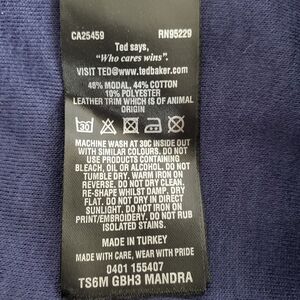 CA25459 RN95229
Ted says,
"Who cares wins".
VISIT TED@www.tedbaker.com
46% MODAL, 44% COTTON
10% POLYESTER
LEATHER TRIM WHICH IS OF ANIMAL
ORIGIN
30
MACHINE WASH AT 30C INSIDE OUT
WITH SIMILAR COLOURS. DO NOT
USE PRODUCTS CONTAINING
BLEACH, OIL OR ALCOHOL. DO NOT
TUMBLE DRY. WARM IRON ON
REVERSE. DO NOT DRY CLEAN.
RE-SHAPE WHILST DAMP. DRY
FLAT. DO NOT DRY IN DIRECT
SUNLIGHT. DO NOT IRON ON
PRINT/EMBROIDERY. DO NOT RUB
ISOLATED STAINS.
MADE IN TURKEY
MADE WITH CARE, WEAR WITH PRIDE
0401 155407
TS6M GBH3 MANDRA